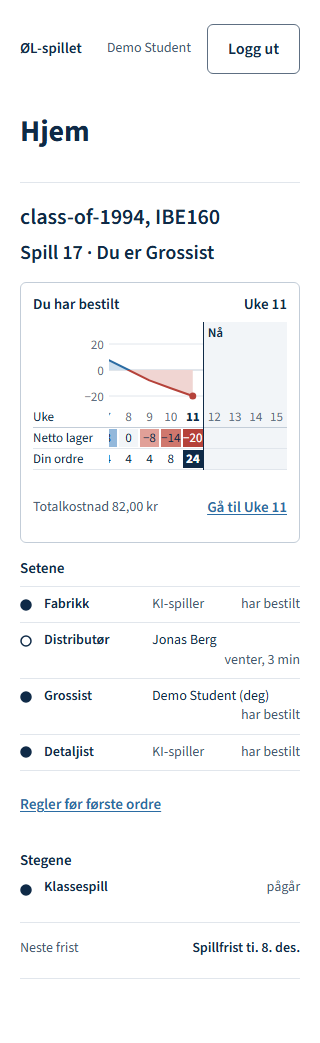 ØL-spillet Demo Student Logg ut
Hjem
class-of-1994, IBE160
Spill 17 · Du er Grossist
Du har bestilt Uke 11
Nå
20
0
−20
Uke 8 9 10 11 12 13 14 15
Netto lager 0 −8 −14 −20
Din ordre 4 4 8 24
Totalkostnad 82,00 kr Gå til Uke 11
Setene
Fabrikk KI-spiller har bestilt
Distributør Jonas Berg
venter, 3 min
Grossist Demo Student (deg)
har bestilt
Detaljist KI-spiller har bestilt
Regler før første ordre
Stegene
Klassespill pågår
Neste frist Spillfrist ti. 8. des.